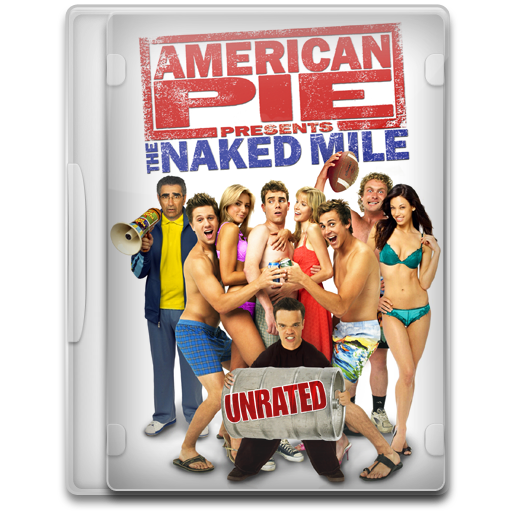 AMERICAN
PIE
PRESENTS
THE NAKED MILE
UNRATED